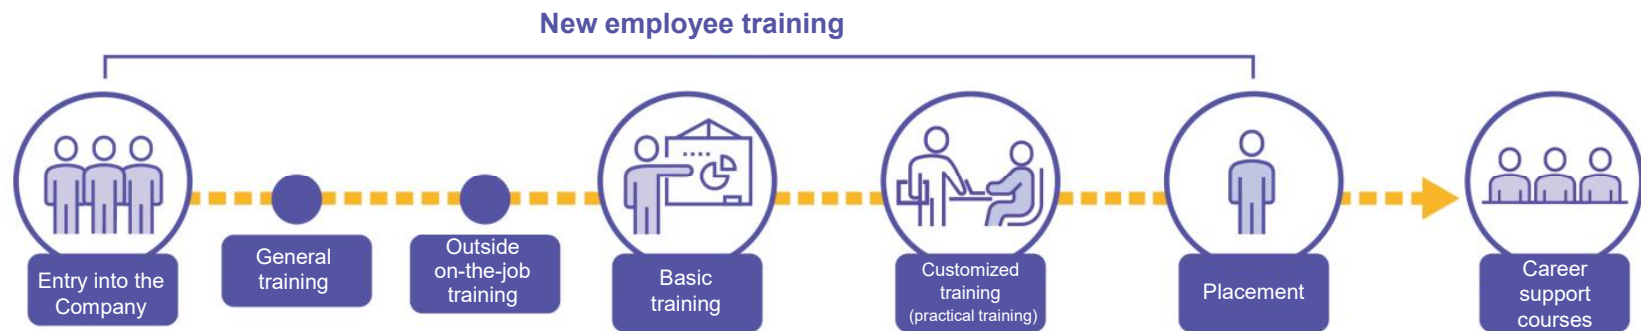 New employee training
Entry into the
Company
General
training
Outside
on-the-job
training
Basic
training
Customized
training
(practical training)
Placement
Career
support
courses